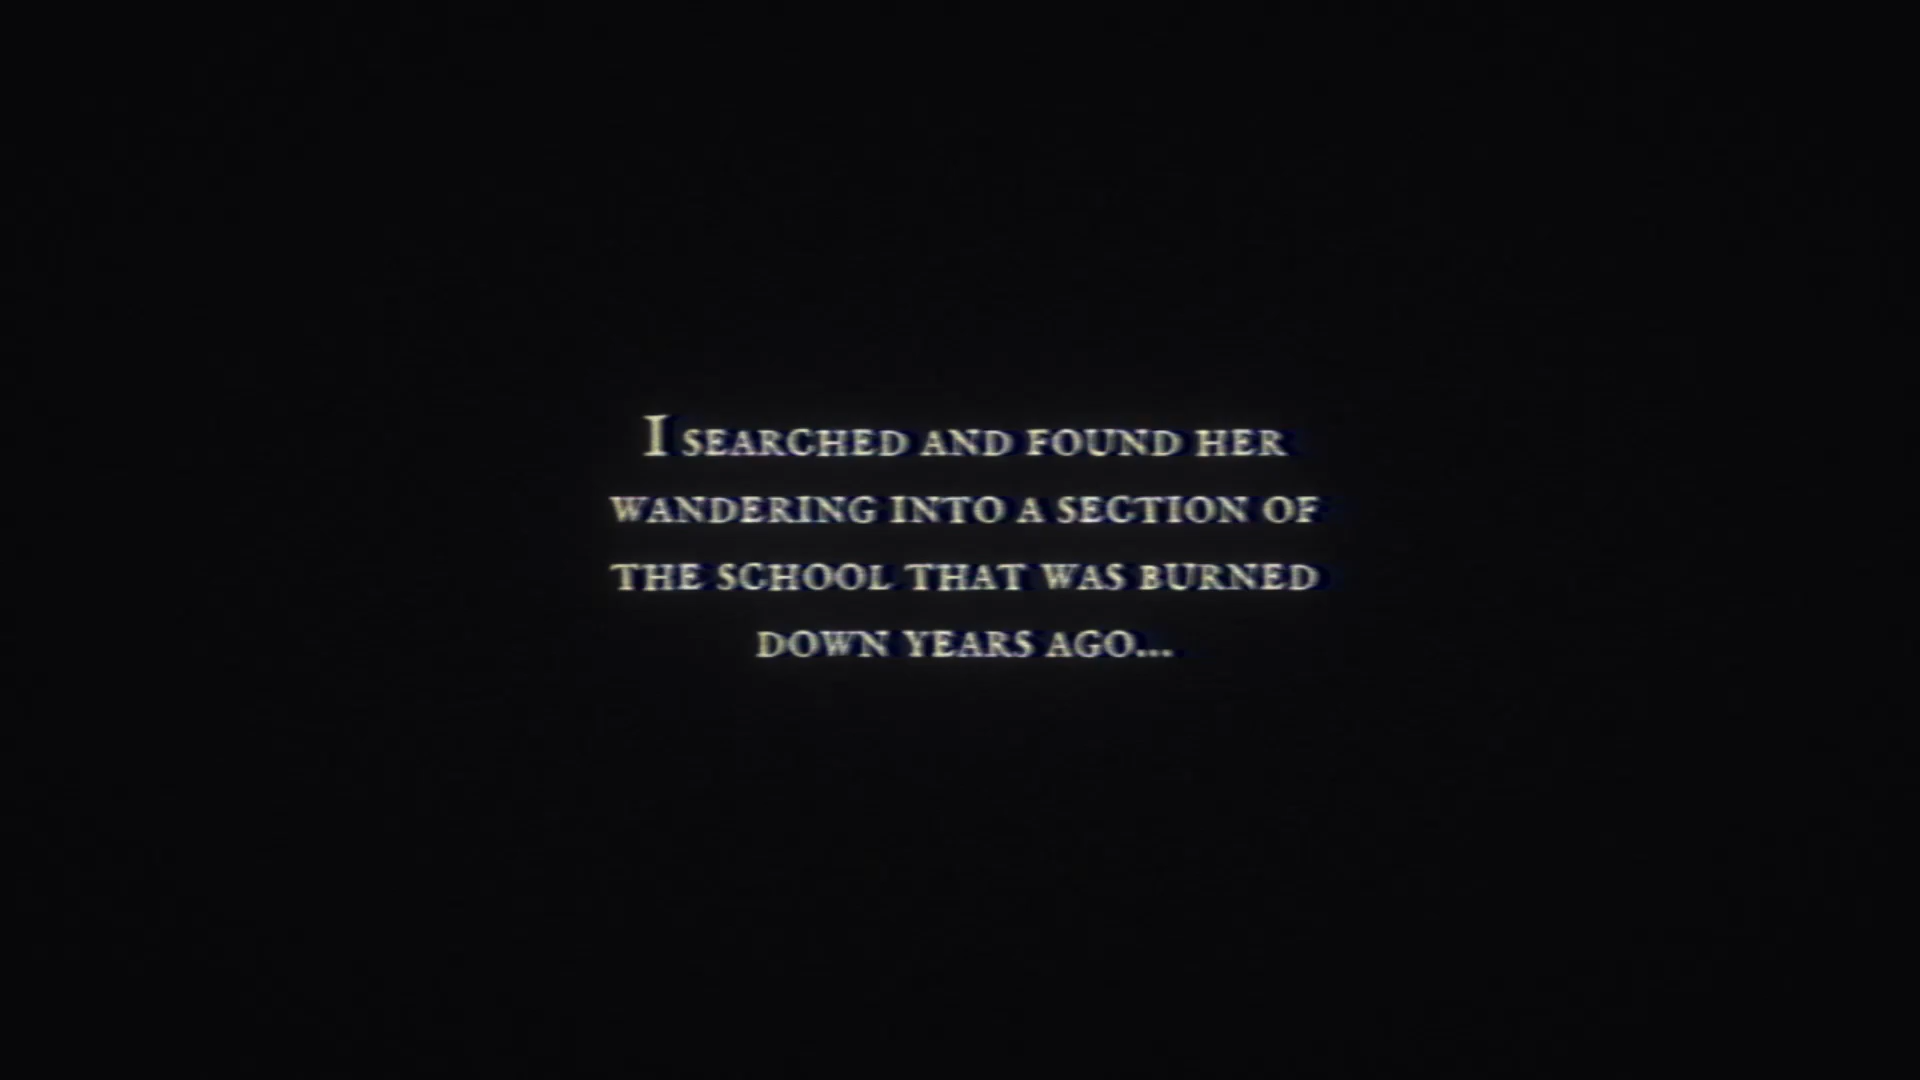 I SEARCHED AND FOUND HER
WANDERING INTO A SECTION OF
THE SCHOOL THAT WAS BURNED
DOWN YEARS AGO...